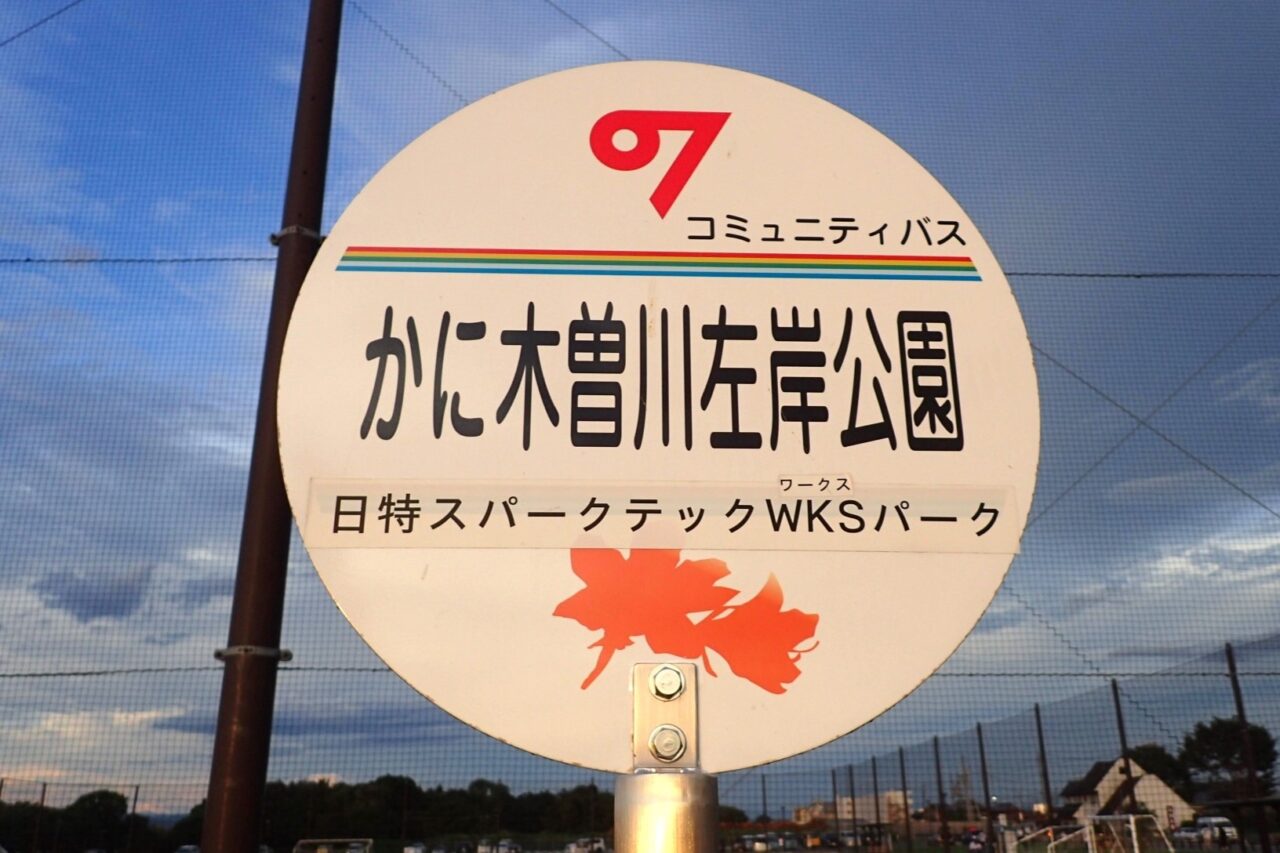 コミュニティバス
かに木曽川左岸公園
ワークス
日特スパークテックWKSパーク